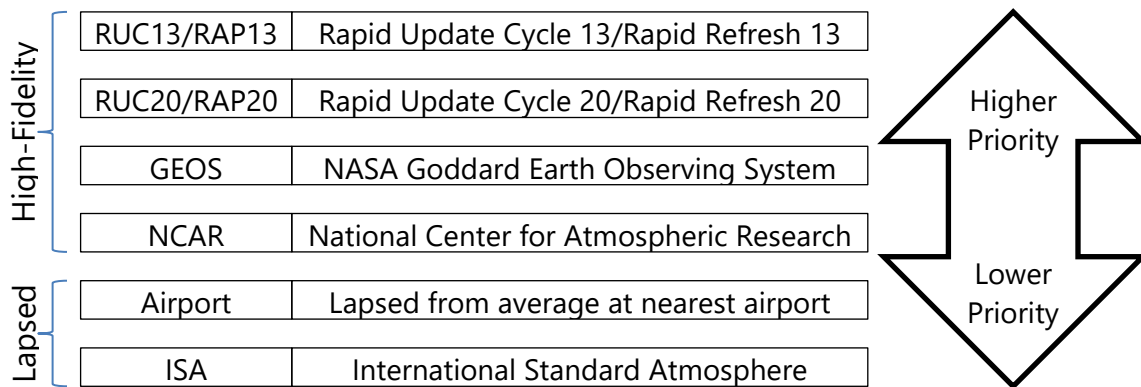 High-Fidelity
RUC13/RAP13 Rapid Update Cycle 13/Rapid Refresh 13
RUC20/RAP20 Rapid Update Cycle 20/Rapid Refresh 20
GEOS NASA Goddard Earth Observing System
NCAR National Center for Atmospheric Research
Lapsed
Airport Lapsed from average at nearest airport
ISA International Standard Atmosphere
Higher
Priority
Lower
Priority